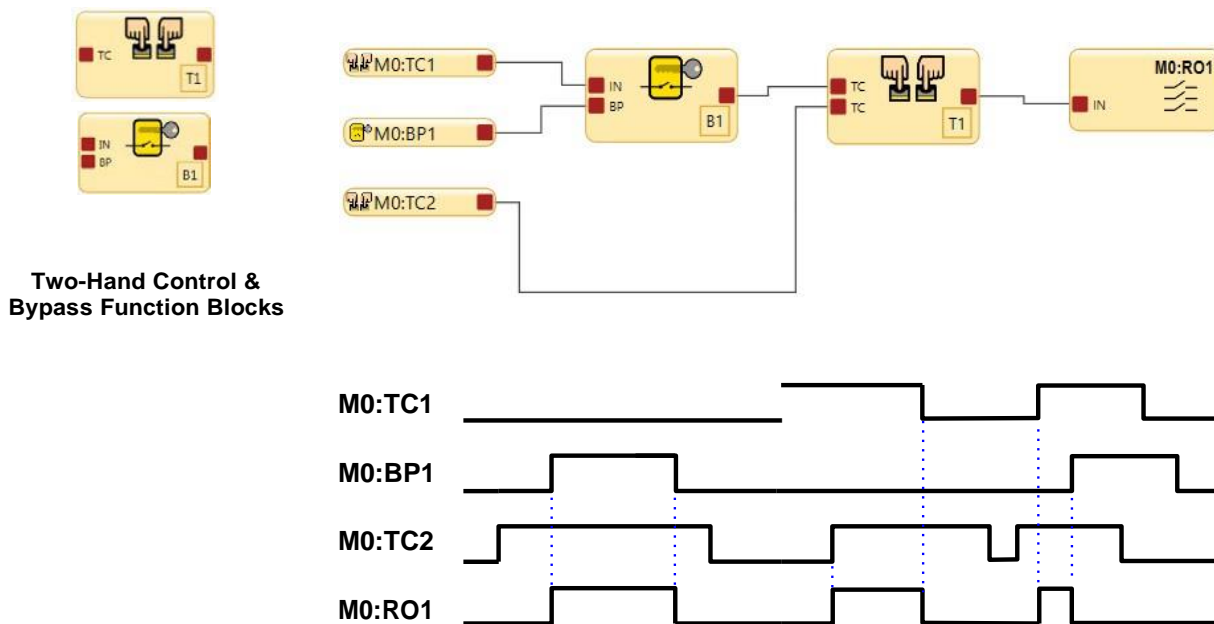 TC
T1
IN
BP
B1
Two-Hand Control &
Bypass Function Blocks
M0:TC1
M0:BP1
M0:TC2
IN
BP
B1
TC
TC
T1
M0:RO1
IN
M0:TC1
M0:BP1
M0:TC2
M0:RO1